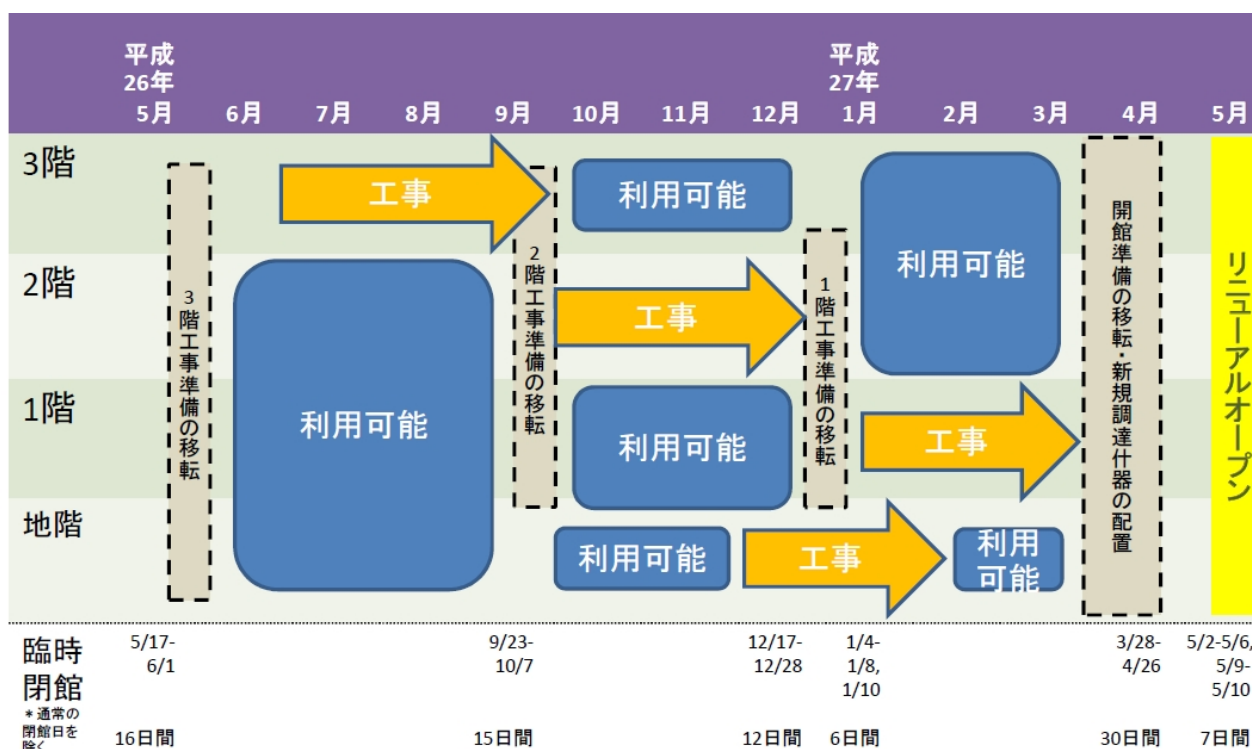 平成
26年
5月
6月
7月
8月
9月
10月
11月
12月
平成
27年
1月
2月
3月
4月
5月
3階
2階
1階
地階
3階工事準備の移転
工事
利用可能
2階工事準備の移転
利用可能
工事
利用可能
利用可能
工事
1階工事準備の移転
利用可能
工事
利用
可能
開館準備の移転・新規調達什器の配置
リニューアルオープン
臨時
閉館
*通常の
閉館日を
除く
5/17-
6/1
16日間
9/23-
10/7
15日間
12/17-
12/28
12日間
1/4-
1/8,
1/10
6日間
3/28-
4/26
30日間
5/2-5/6,
5/9-
5/10
7日間